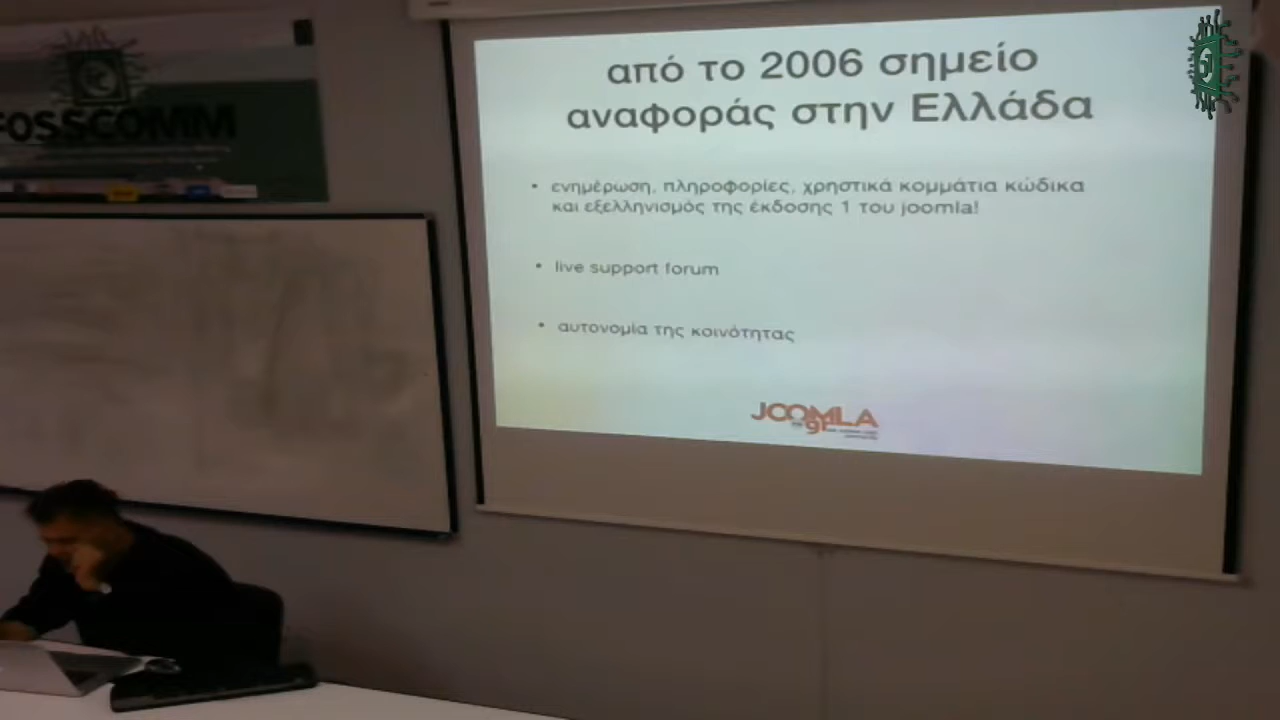 FOSSCOMM
από το 2006 σημείο
αναφοράς στην Ελλάδα
• ενημέρωση, πληροφορίες, χρηστικά κομμάτια κώδικα
και εξελληνισμός της έκδοσης 1 του joomla!
• live support forum
• αυτονομία της κοινότητας
JOOMLA
gr